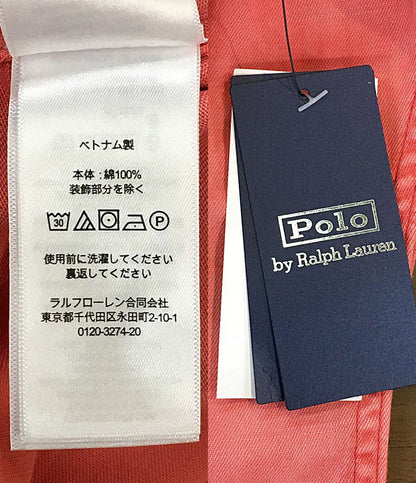 ベトナム製
本体：綿100%
装飾部分を除く
30 P
使用前に洗濯してください
裏返してください
ラルフローレン合同会社
東京都千代田区永田町2-10-1
0120-3274-20
Polo
by Ralph Lauren